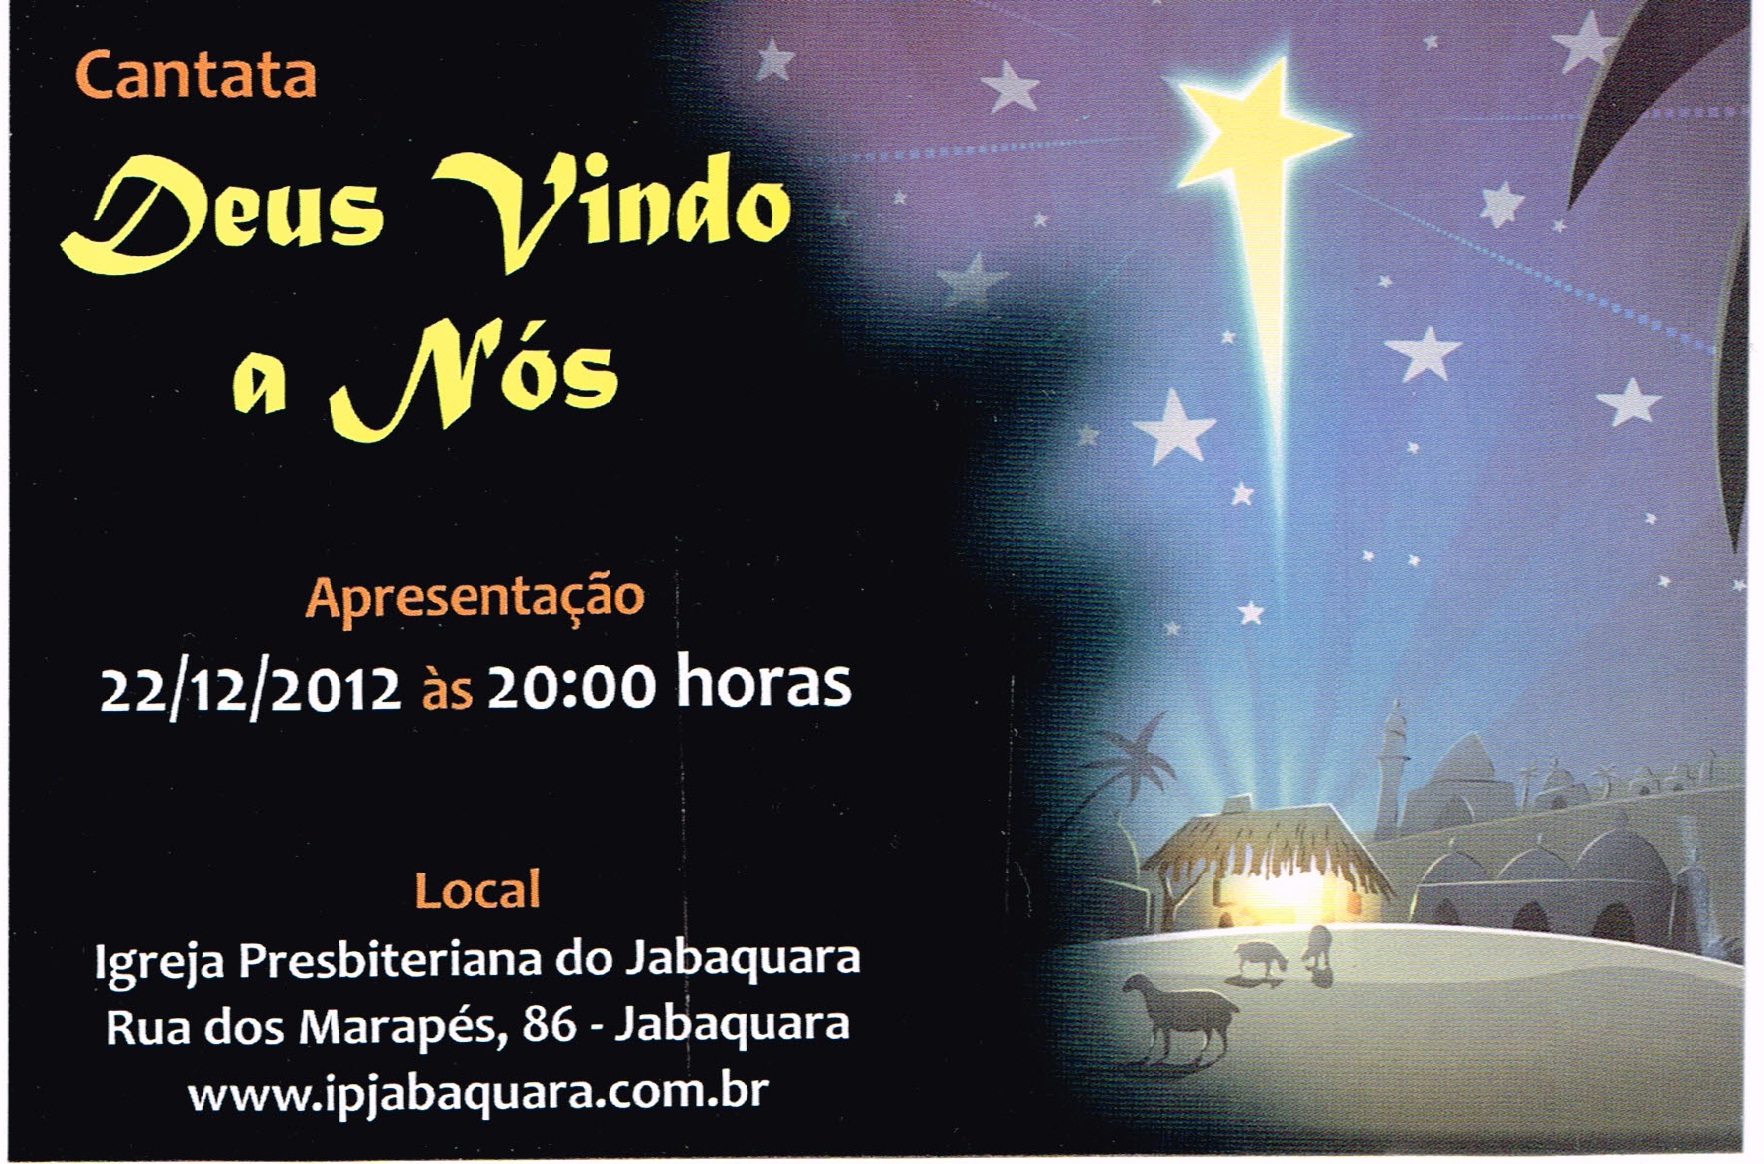 Cantata
Deus Vindo
a Nós
Apresentação
22/12/2012 às 20:00 horas
Local
Igreja Presbiteriana do Jabaquara
Rua dos Marapés, 86 - Jabaquara
www.ipjabaquara.com.br